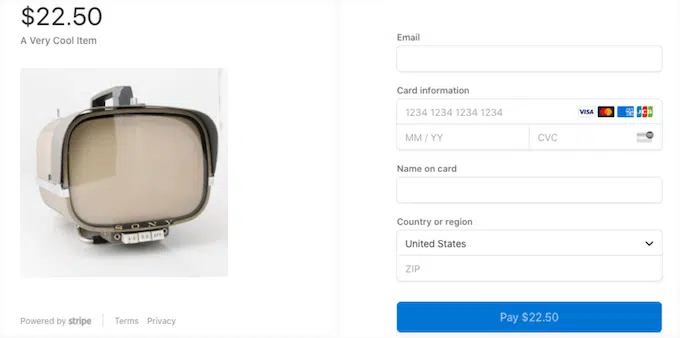 $22.50
A Very Cool Item
SONY
Powered by stripe
Terms
Privacy
Email
Card information
1234 1234 1234 1234
VISA
JCB
MM / YY
CVC
Name on card
Country or region
United States
ZIP
Pay $22.50